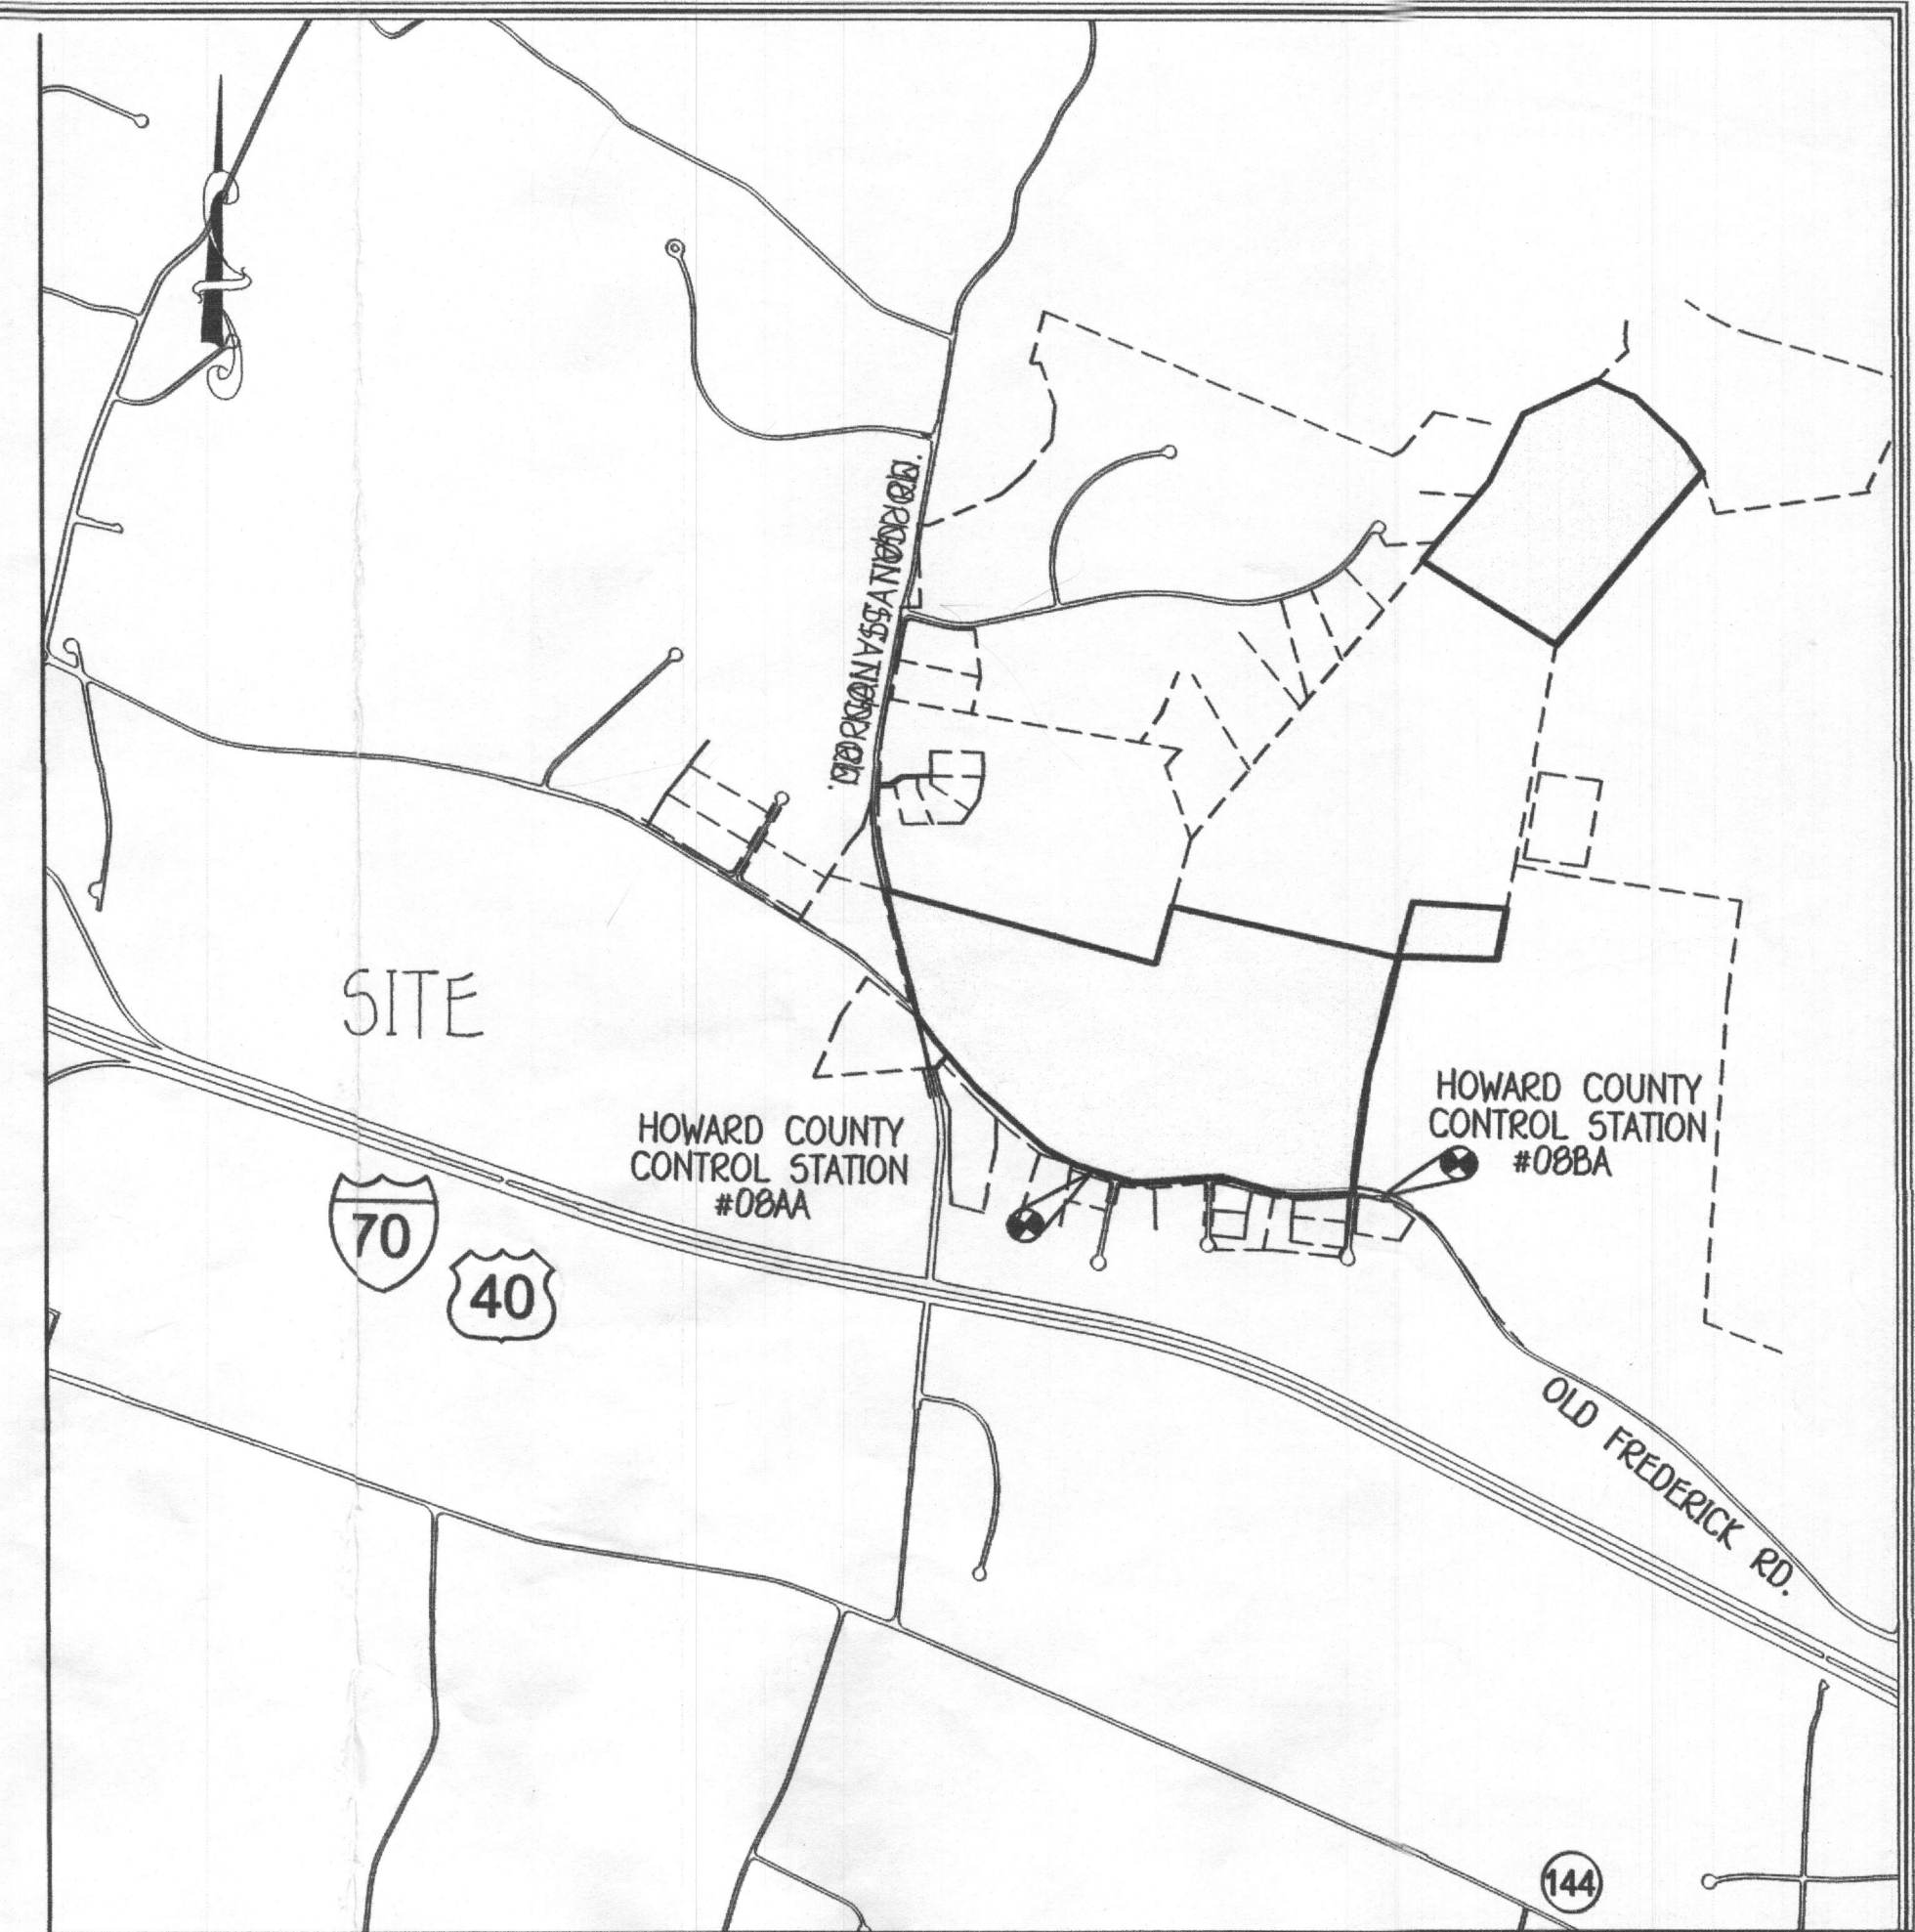 SITE
HOWARD COUNTY
CONTROL STATION
#08AA
HOWARD COUNTY
CONTROL STATION
#08BA
70
40
OLD FREDERICK RD.
144